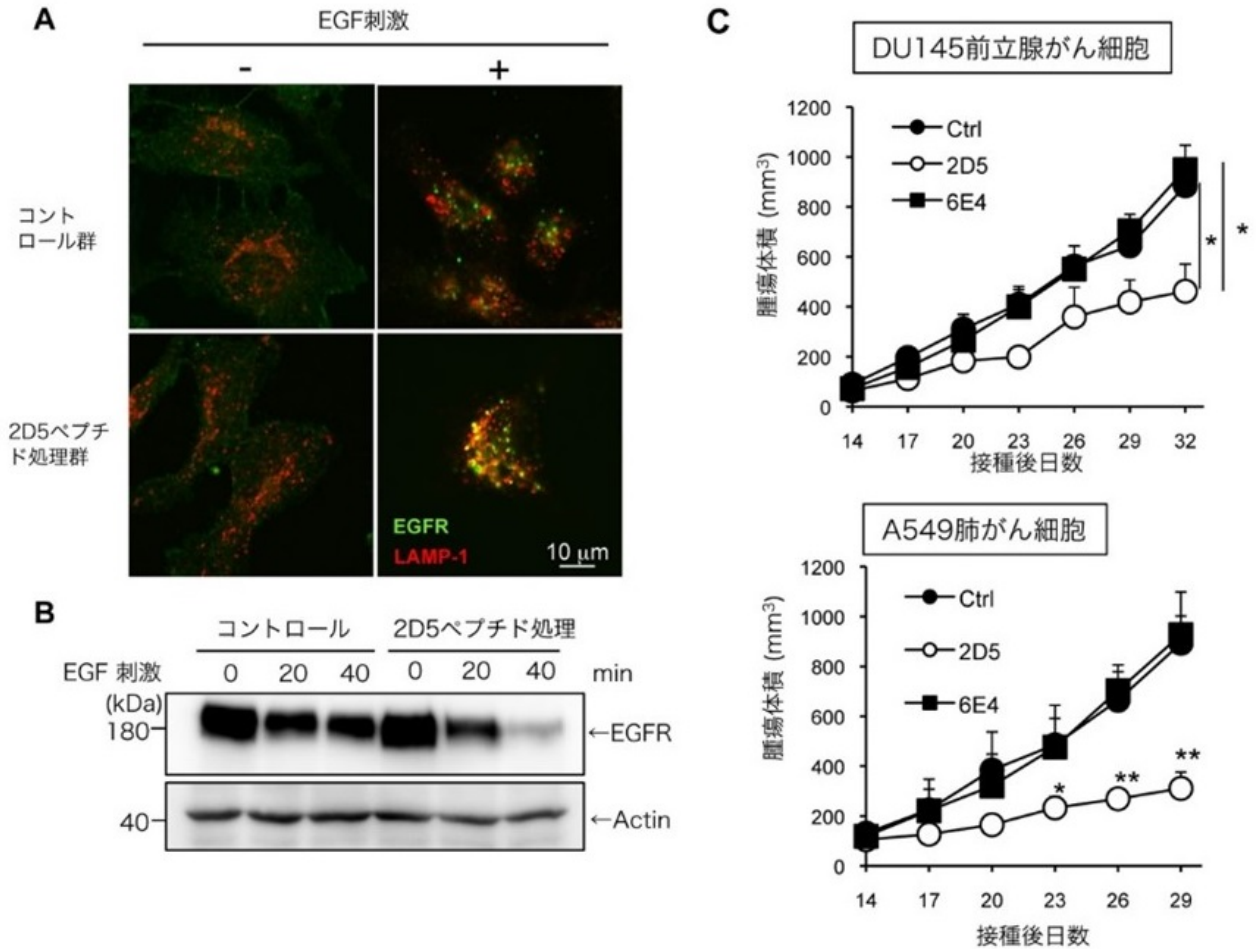 A
EGF刺激
-
+
コント
ロール群
2D5ペプチ
ド処理群
EGFR
LAMP-1
10 μm
B
コントロール
2D5ペプチド処理
EGF 刺激
0
20
40
0
20
40
min
(kDa)
180
←EGFR
40
←Actin
C
DU145前立腺がん細胞
1200
1000
800
600
400
200
0
腫瘍体積 (mm³)
Ctrl
2D5
6E4
*
*
14
17
20
23
26
29
32
接種後日数
A549肺がん細胞
1200
1000
800
600
400
200
0
腫瘍体積 (mm³)
Ctrl
2D5
6E4
*
**
**
14
17
20
23
26
29
接種後日数